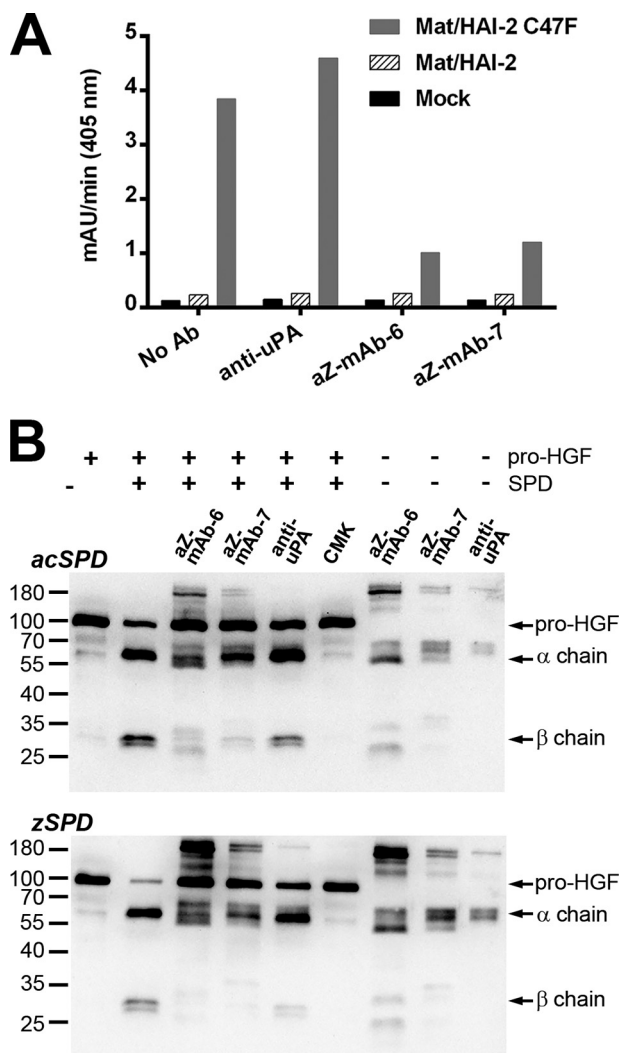 A
Mat/HAI-2 C47F
Mat/HAI-2
Mock
mAU/min (405 nm)
5
4
3
2
1
0
No Ab
anti-uPA
aZ-mAb-6
aZ-mAb-7
B
+ + + + + + - - - pro-HGF
- + + + + + - - - SPD
aZ-mAb-6
aZ-mAb-7
anti-uPA
CMK
aZ-mAb-6
aZ-mAb-7
anti-uPA
acSPD
180
100
70
55
40
35
25
pro-HGF
α chain
β chain
zSPD
180
100
70
55
40
35
25
pro-HGF
α chain
β chain